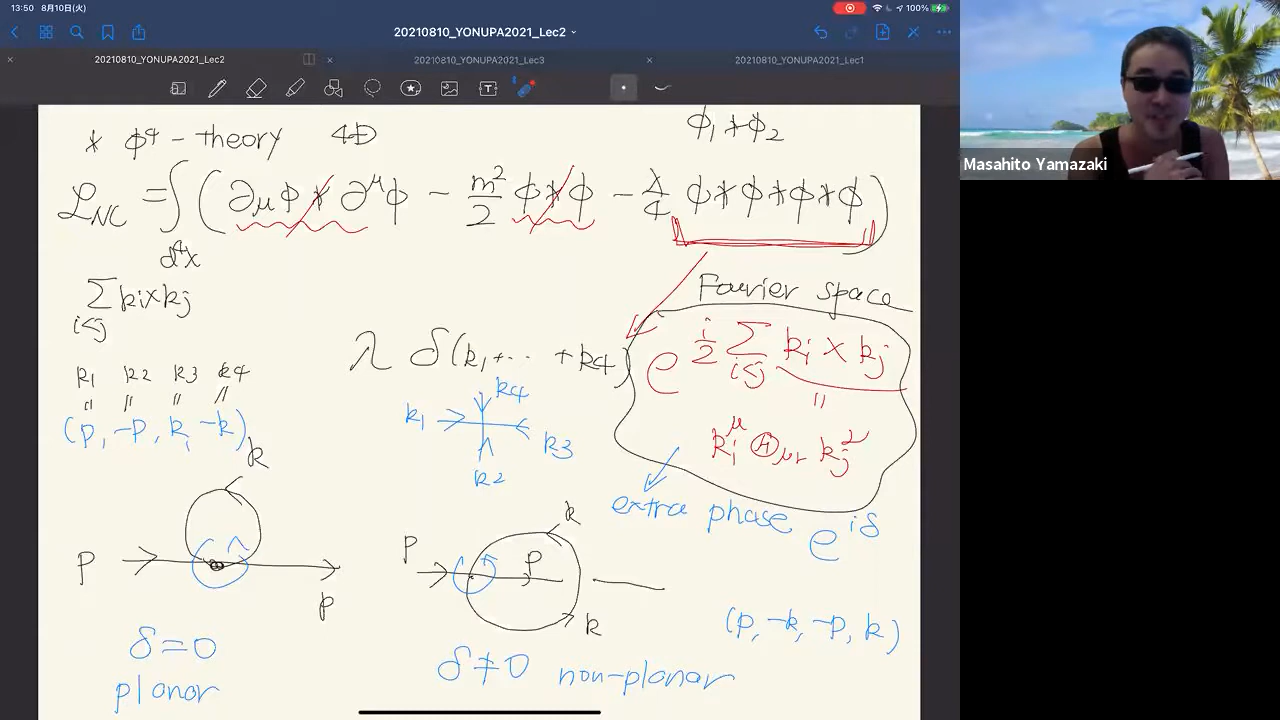 13:50 8月10日(火)
100%
20210810_YONUPA2021_Lec2
20210810_YONUPA2021_Lec2
20210810_YONUPA2021_Lec3
20210810_YONUPA2021_Lec1
Masahito Yamazaki
* ϕ⁴ - theory 4D
ϕ₁ * ϕ₂
ℒ_NC = ∫ ( ∂μϕ * ∂^μϕ - m²/2 ϕ*ϕ - λ/4 ϕ*ϕ*ϕ*ϕ )
d⁴x
Σ ki×kj
i<j
Fourier space
λ δ(k₁+⋯+k₄) e^{i/2 Σ_{i<j} ki × kj}
k₁ k₂ k₃ k₄
〃 〃 〃 〃
(p, -p, k, -k)
k₁ k₄ k₃ k₂
〃
ki^μ Θ_μν kj^ν
extra phase e^{iδ}
k
p
p
p
k
p
k
(p, -k, -p, k)
δ=0
planar
δ≠0 non-planar